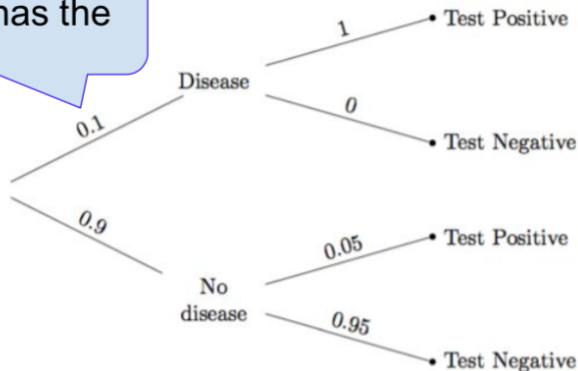 has the
1
Test Positive
Disease
0
0.1
Test Negative
0.9
0.05
Test Positive
No
disease
0.95
Test Negative